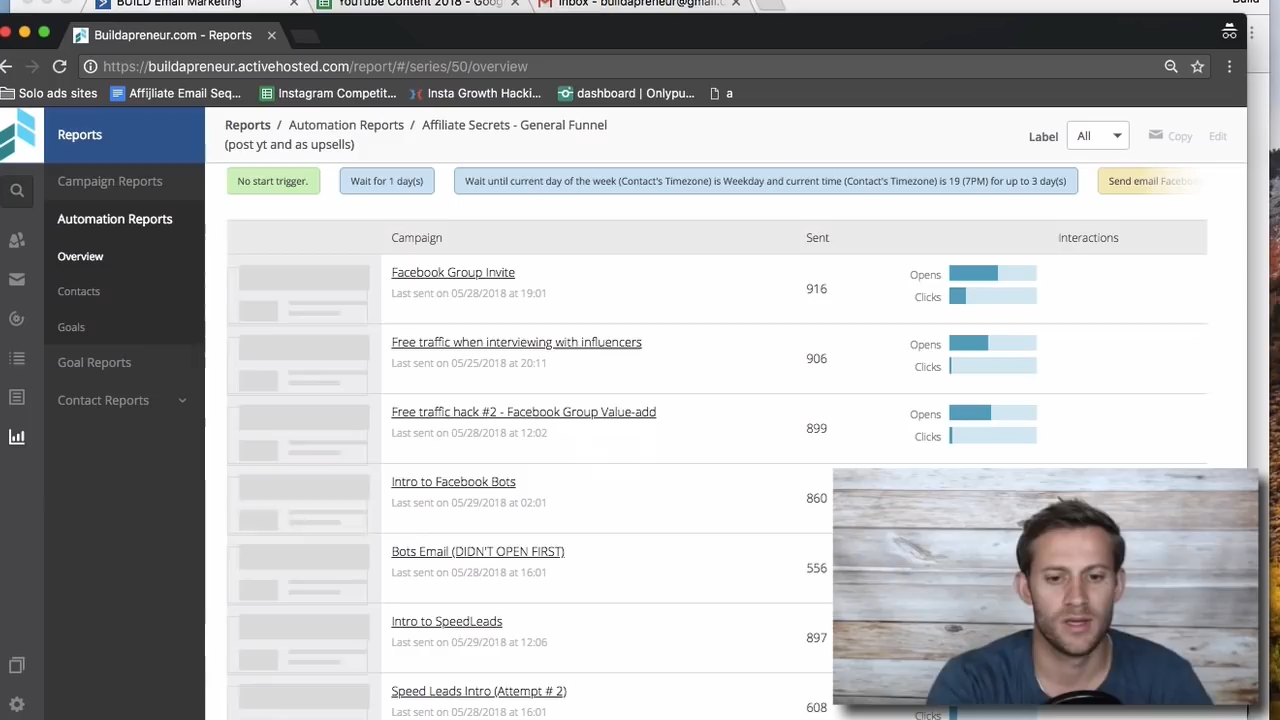 BUILD Email Marketing
YouTube Content 2018 - Goog
Inbox - buildapreneur@gmail.
Build
Buildapreneur.com - Reports
https://buildapreneur.activehosted.com/report/#/series/50/overview
Solo ads sites
Affiliate Email Seq...
Instagram Competit...
Insta Growth Hacki...
dashboard | Onlypu...
a
Reports
Reports / Automation Reports / Affiliate Secrets - General Funnel
(post yt and as upsells)
Label
All
Copy
Edit
Campaign Reports
Automation Reports
Overview
Contacts
Goals
Goal Reports
Contact Reports
No start trigger.
Wait for 1 day(s)
Wait until current day of the week (Contact's Timezone) is Weekday and current time (Contact's Timezone) is 19 (7PM) for up to 3 day(s)
Send email Facebo
Campaign
Sent
Interactions
Facebook Group Invite
Last sent on 05/28/2018 at 19:01
916
Opens
Clicks
Free traffic when interviewing with influencers
Last sent on 05/25/2018 at 20:11
906
Opens
Clicks
Free traffic hack #2 - Facebook Group Value-add
Last sent on 05/28/2018 at 12:02
899
Opens
Clicks
Intro to Facebook Bots
Last sent on 05/29/2018 at 02:01
860
Bots Email (DIDN'T OPEN FIRST)
Last sent on 05/28/2018 at 16:01
556
Intro to SpeedLeads
Last sent on 05/29/2018 at 12:06
897
Speed Leads Intro (Attempt # 2)
Last sent on 05/28/2018 at 16:01
608